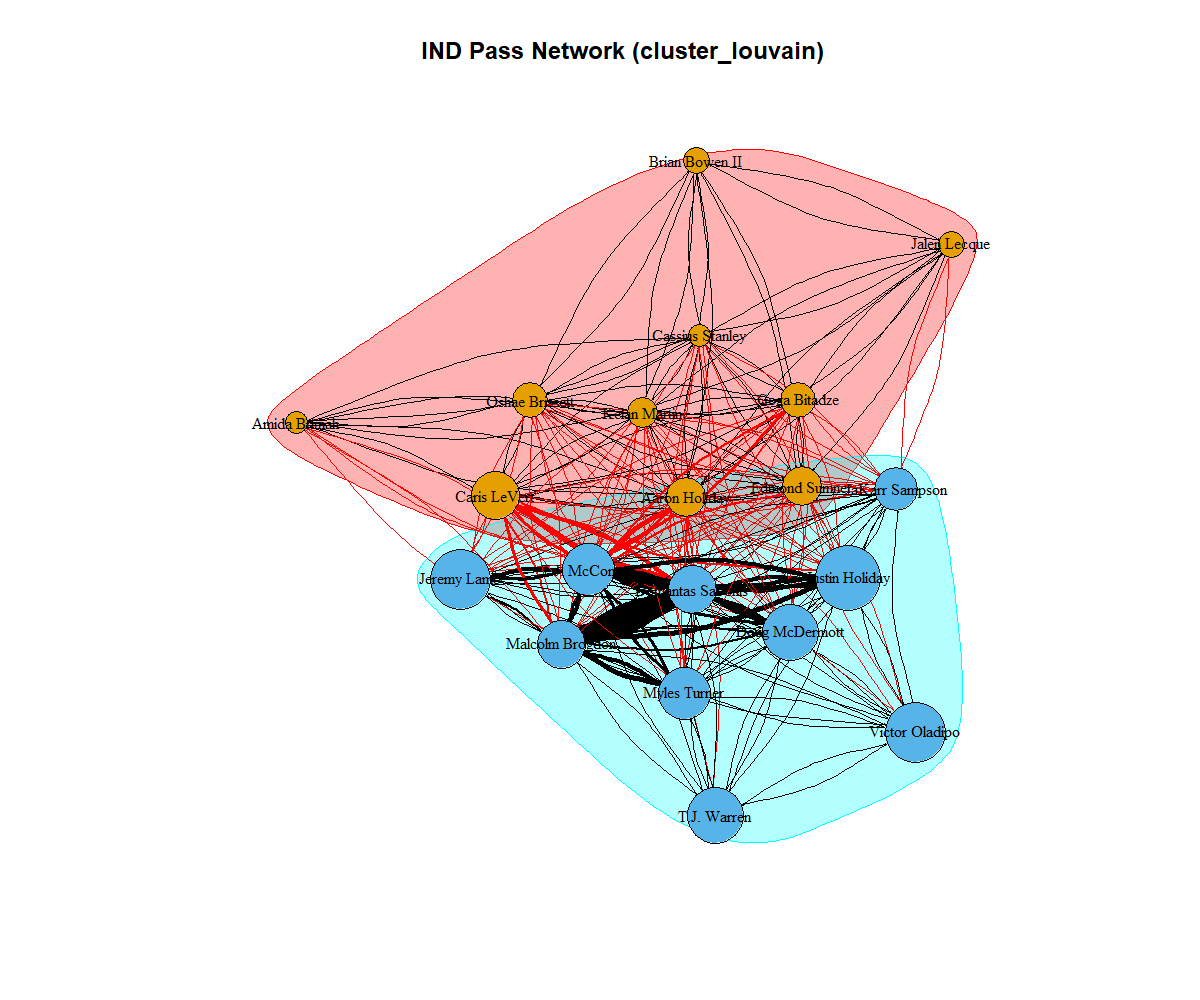 IND Pass Network (cluster_louvain)
Brian Bowen II
Jalen Lecque
Cassius Stanley
Oshae Brissett
Kelan Martin
Goga Bitadze
Amida Brimah
Caris LeVert
Aaron Holiday
Edmond Sumner
JaKarr Sampson
Jeremy Lamb
McConnell
Domantas Sabonis
Justin Holiday
Malcolm Brogdon
Doug McDermott
Myles Turner
Victor Oladipo
T.J. Warren